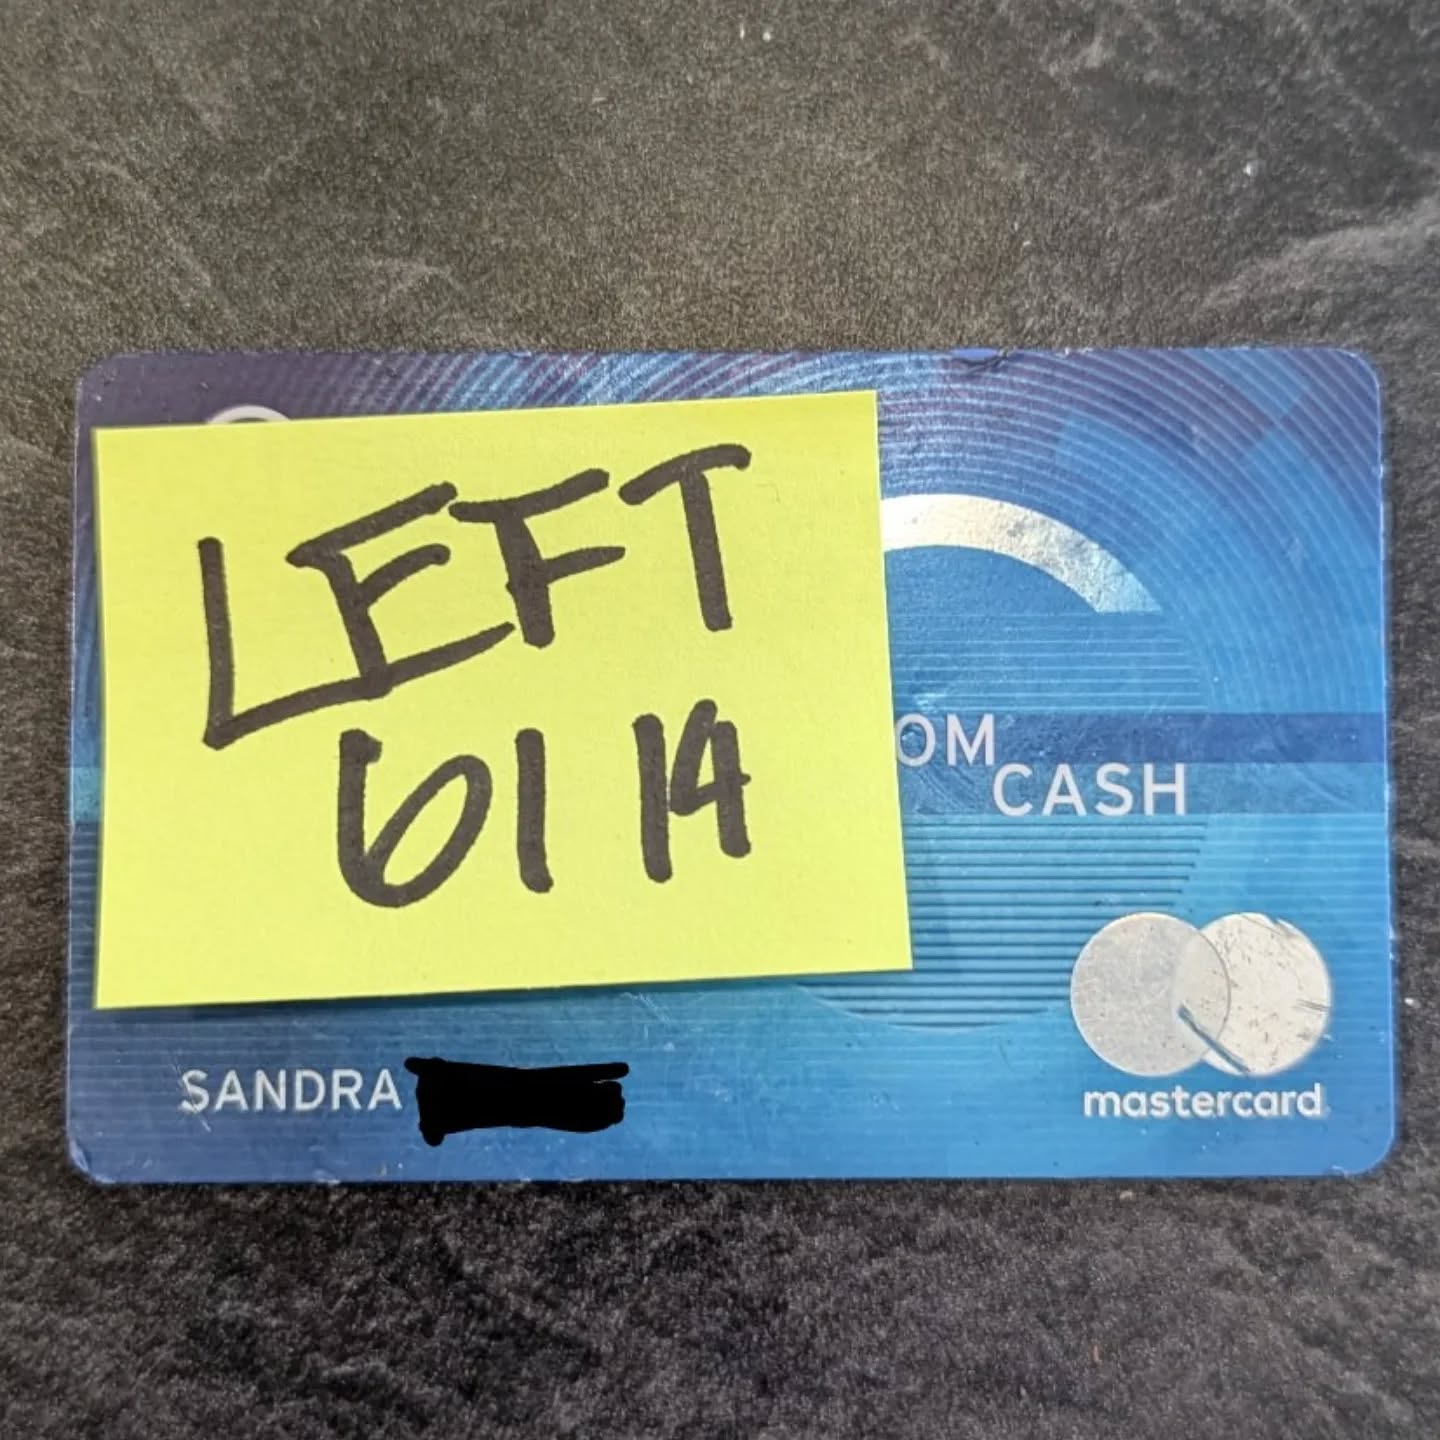 LEFT
61 14
OM
CASH
SANDRA
mastercard